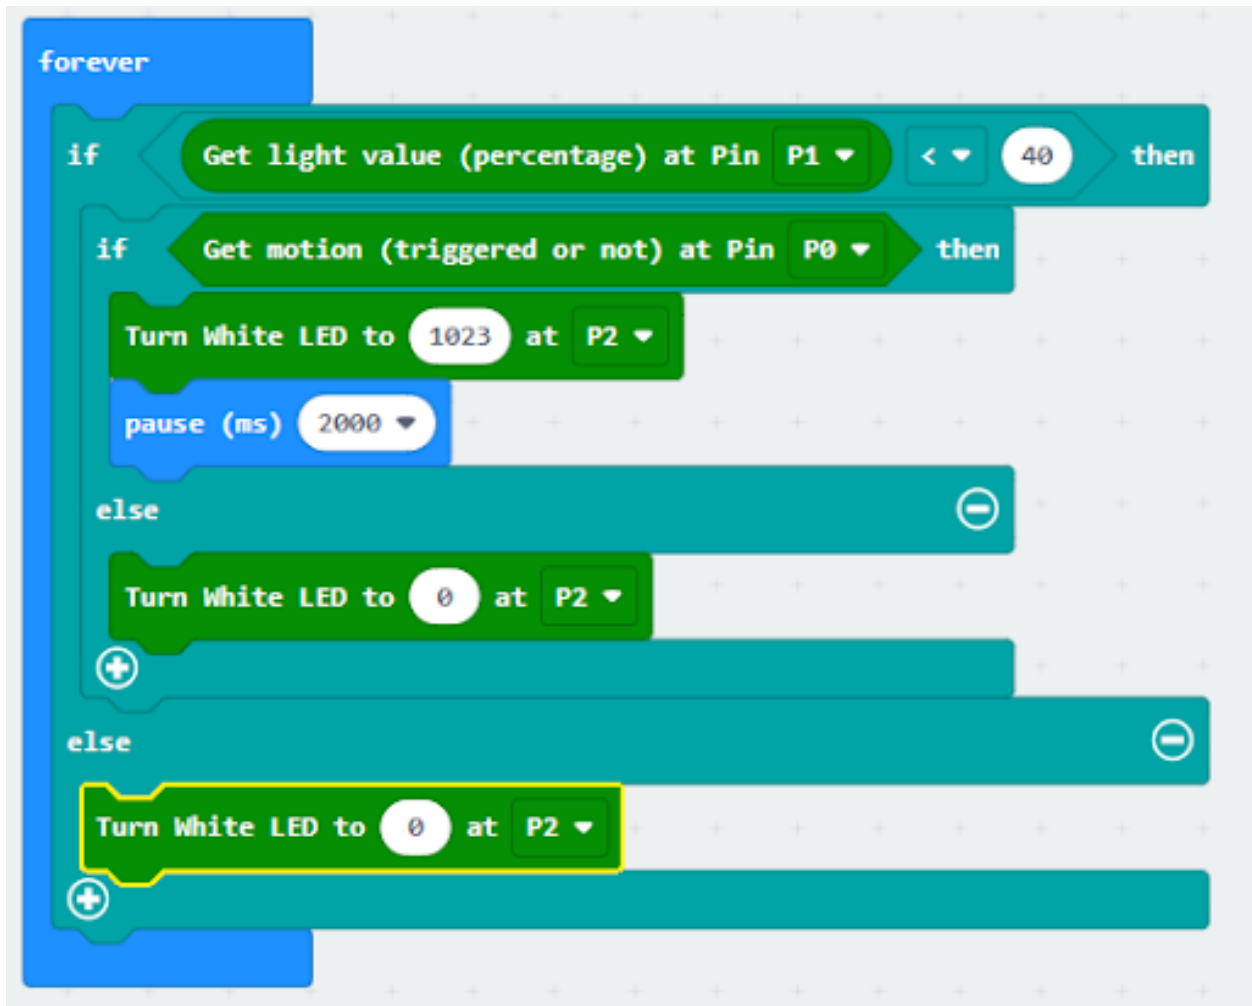 forever
if Get light value (percentage) at Pin P1 < 40 then
if Get motion (triggered or not) at Pin P0 then
Turn White LED to 1023 at P2
pause (ms) 2000
else
Turn White LED to 0 at P2
else
Turn White LED to 0 at P2